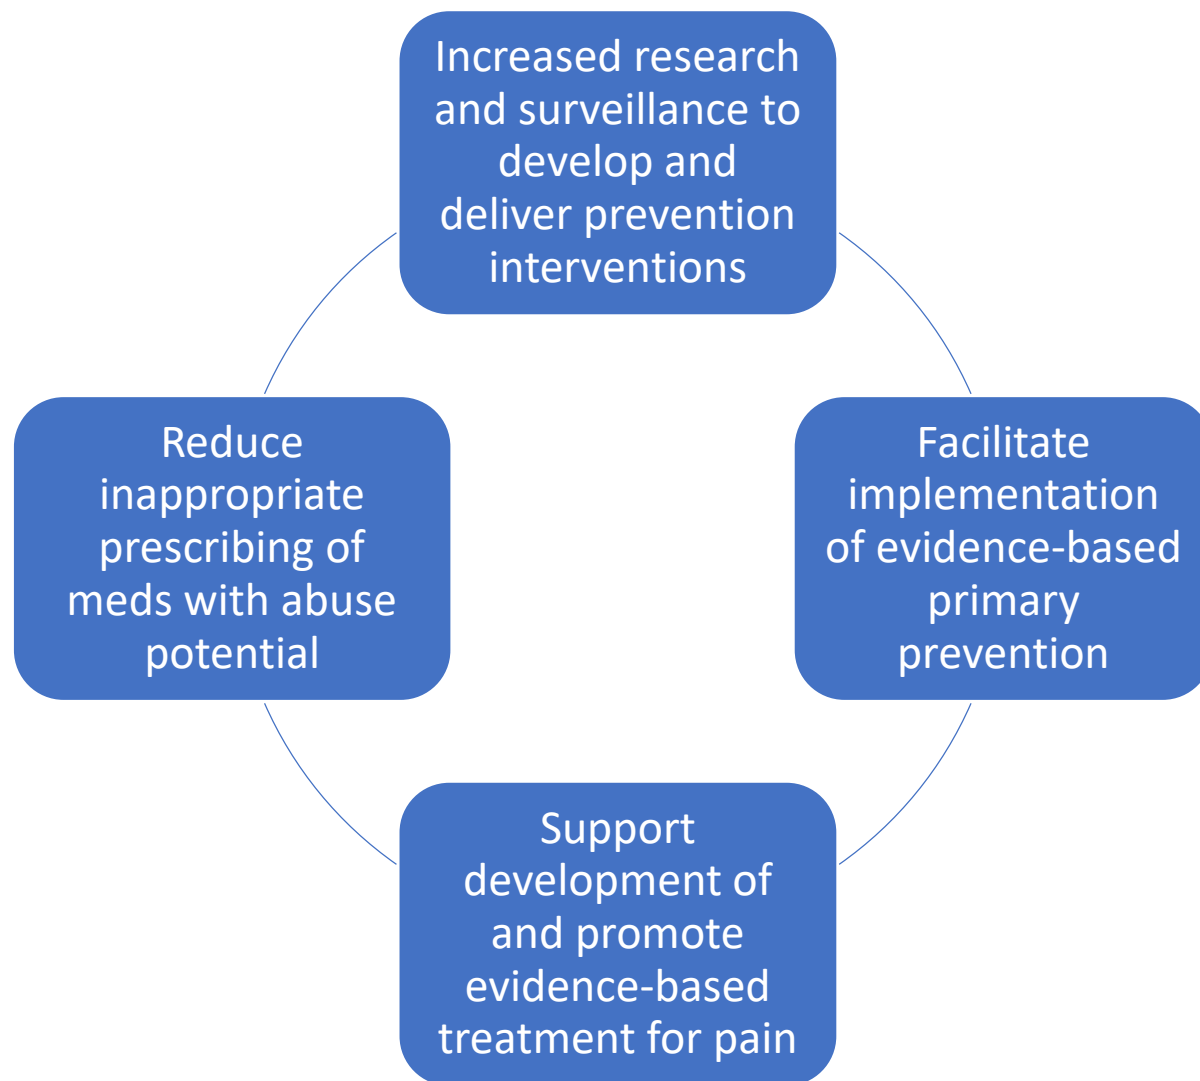 Increased research
and surveillance to
develop and
deliver prevention
interventions
Facilitate
implementation
of evidence-based
primary
prevention
Support
development of
and promote
evidence-based
treatment for pain
Reduce
inappropriate
prescribing of
meds with abuse
potential